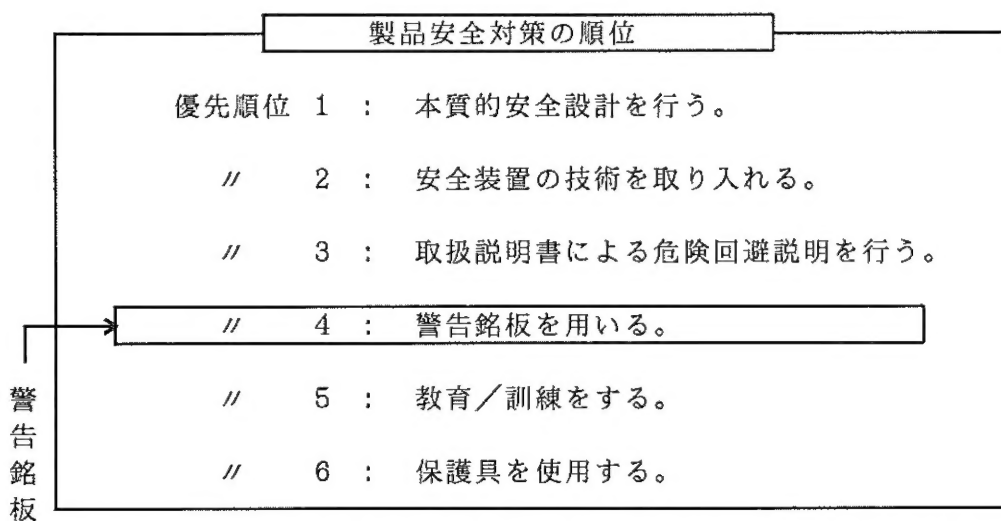 製品安全対策の順位
優先順位 1 : 本質的安全設計を行う。
〃 2 : 安全装置の技術を取り入れる。
〃 3 : 取扱説明書による危険回避説明を行う。
〃 4 : 警告銘板を用いる。
〃 5 : 教育／訓練をする。
〃 6 : 保護具を使用する。
警告銘板